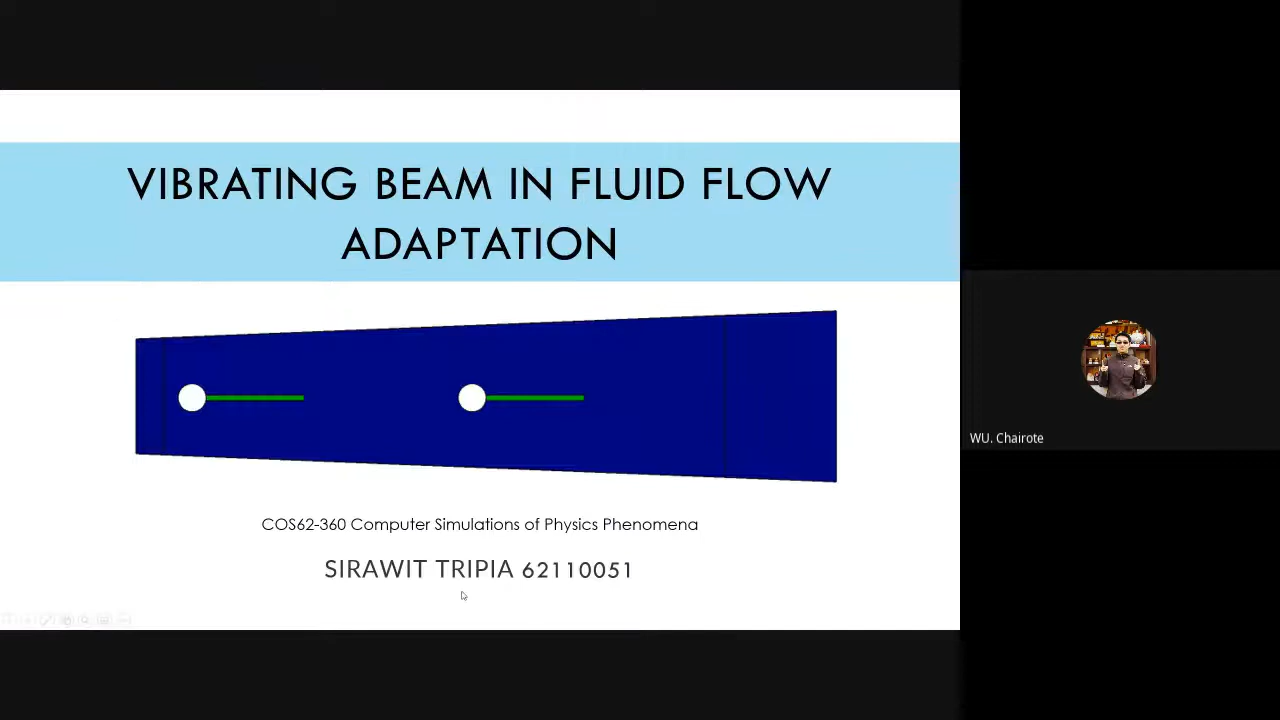 VIBRATING BEAM IN FLUID FLOW
ADAPTATION
COS62-360 Computer Simulations of Physics Phenomena
SIRAWIT TRIPIA 62110051
WU. Chairote